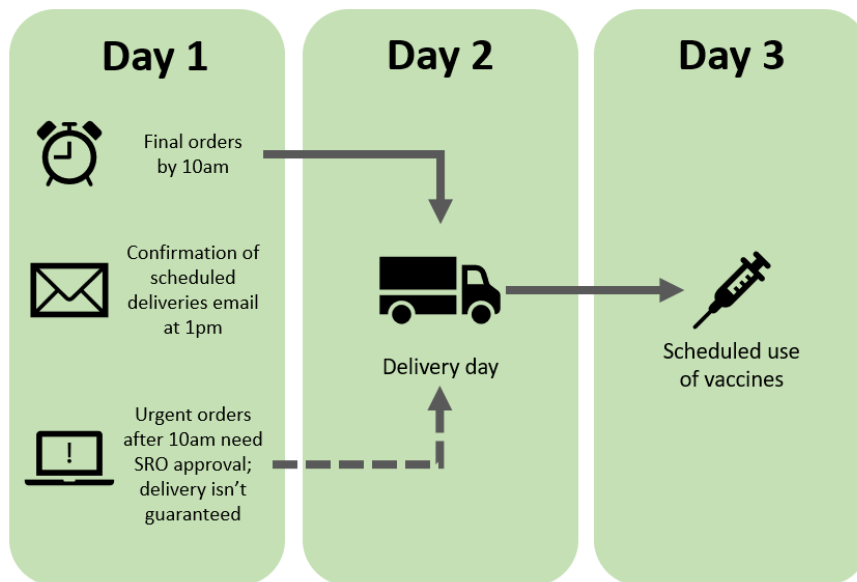 Day 1
Final orders
by 10am
Confirmation of
scheduled
deliveries email
at 1pm
!
Urgent orders
after 10am need
SRO approval;
delivery isn't
guaranteed
Day 2
Delivery day
Day 3
Scheduled use
of vaccines